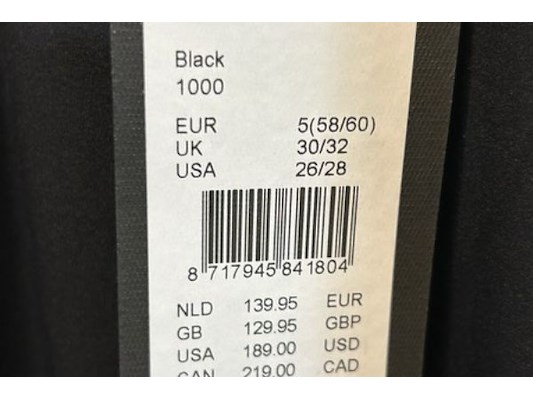 Black
1000
EUR 5(58/60)
UK 30/32
USA 26/28
8 717945 841804
NLD 139.95 EUR
GB 129.95 GBP
USA 189.00 USD
CAN 219.00 CAD